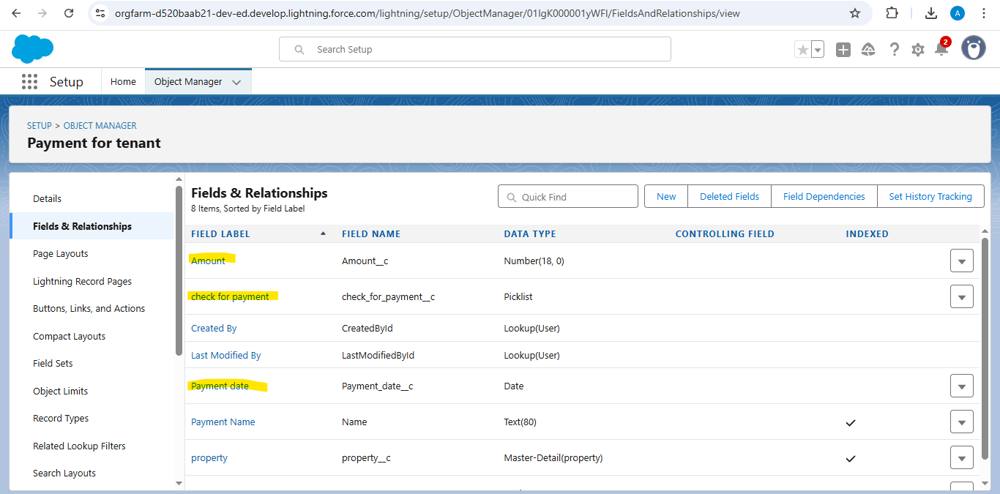 orgfarm-d520baab21-dev-ed.develop.lightning.force.com/lightning/setup/ObjectManager/01IgK000001yWFI/FieldsAndRelationships/view
A
Search Setup
2
Setup
Home
Object Manager
SETUP > OBJECT MANAGER
Payment for tenant
Details
Fields & Relationships
Page Layouts
Lightning Record Pages
Buttons, Links, and Actions
Compact Layouts
Field Sets
Object Limits
Record Types
Related Lookup Filters
Search Layouts
Fields & Relationships
8 Items, Sorted by Field Label
Quick Find
New
Deleted Fields
Field Dependencies
Set History Tracking
FIELD LABEL FIELD NAME DATA TYPE CONTROLLING FIELD INDEXED
Amount Amount__c Number(18, 0)
check for payment check_for_payment__c Picklist
Created By CreatedById Lookup(User)
Last Modified By LastModifiedById Lookup(User)
Payment date Payment_date__c Date
Payment Name Name Text(80)
property property__c Master-Detail(property)